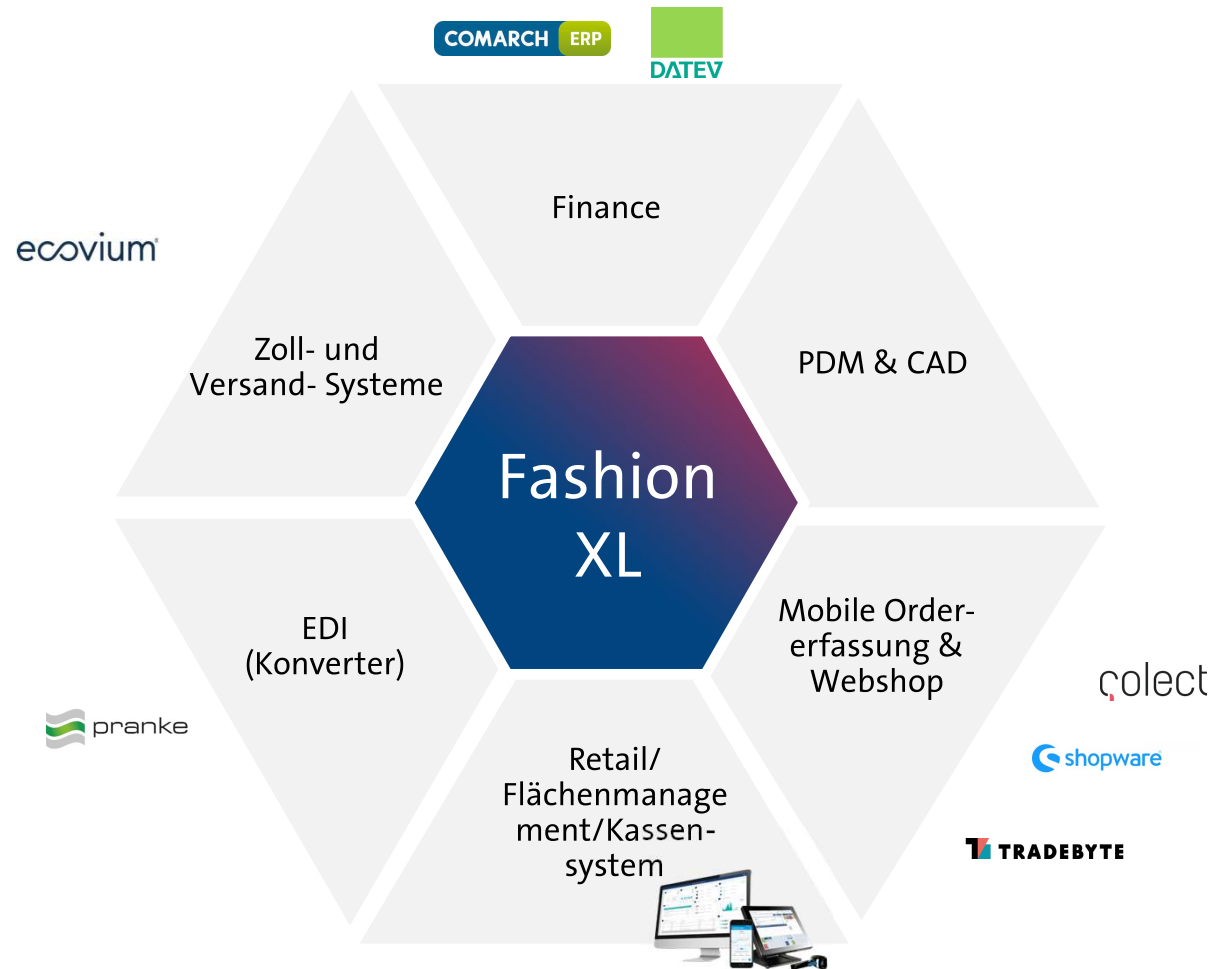 COMARCH ERP
DATEV
Finance
ecovium
Zoll- und
Versand- Systeme
PDM & CAD
Fashion
XL
EDI
(Konverter)
Mobile Order-
erfassung &
Webshop
colect
shopware
pranke
Retail/
Flächenmanage
ment/Kassen-
system
TRADEBYTE